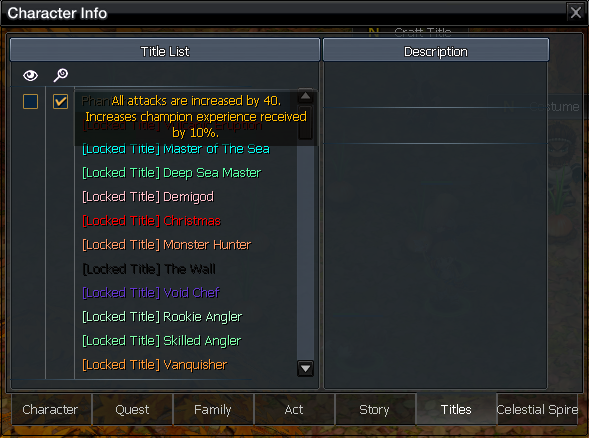 Character Info
Craft Title
Title List
Description
All attacks are increased by 40.
Increases champion experience received
by 10%.
[Locked Title] Master of The Sea
[Locked Title] Deep Sea Master
[Locked Title] Demigod
[Locked Title] Christmas
[Locked Title] Monster Hunter
[Locked Title] The Wall
[Locked Title] Void Chef
[Locked Title] Rookie Angler
[Locked Title] Skilled Angler
[Locked Title] Vanquisher
Character
Quest
Family
Act
Story
Titles
Celestial Spire